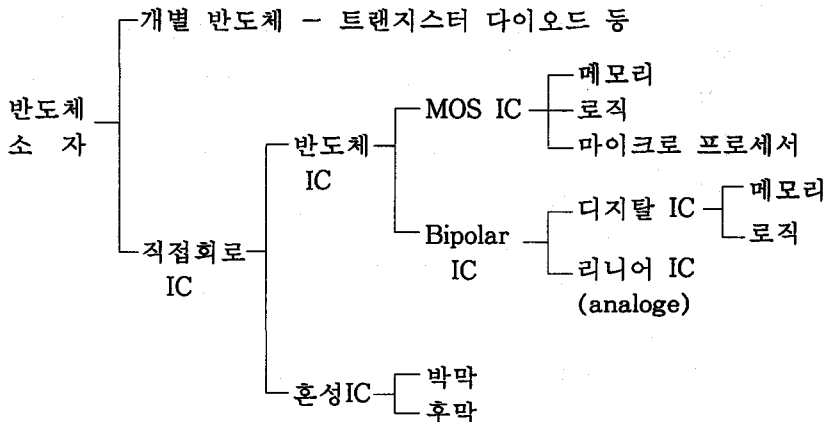 개별 반도체 - 트랜지스터 다이오드 등
메모리
반도체
소 자
MOS IC
로직
마이크로 프로세서
반도체
IC
메모리
디지탈 IC
로직
Bipolar
IC
직접회로
IC
리니어 IC
(analoge)
박막
혼성IC
후막